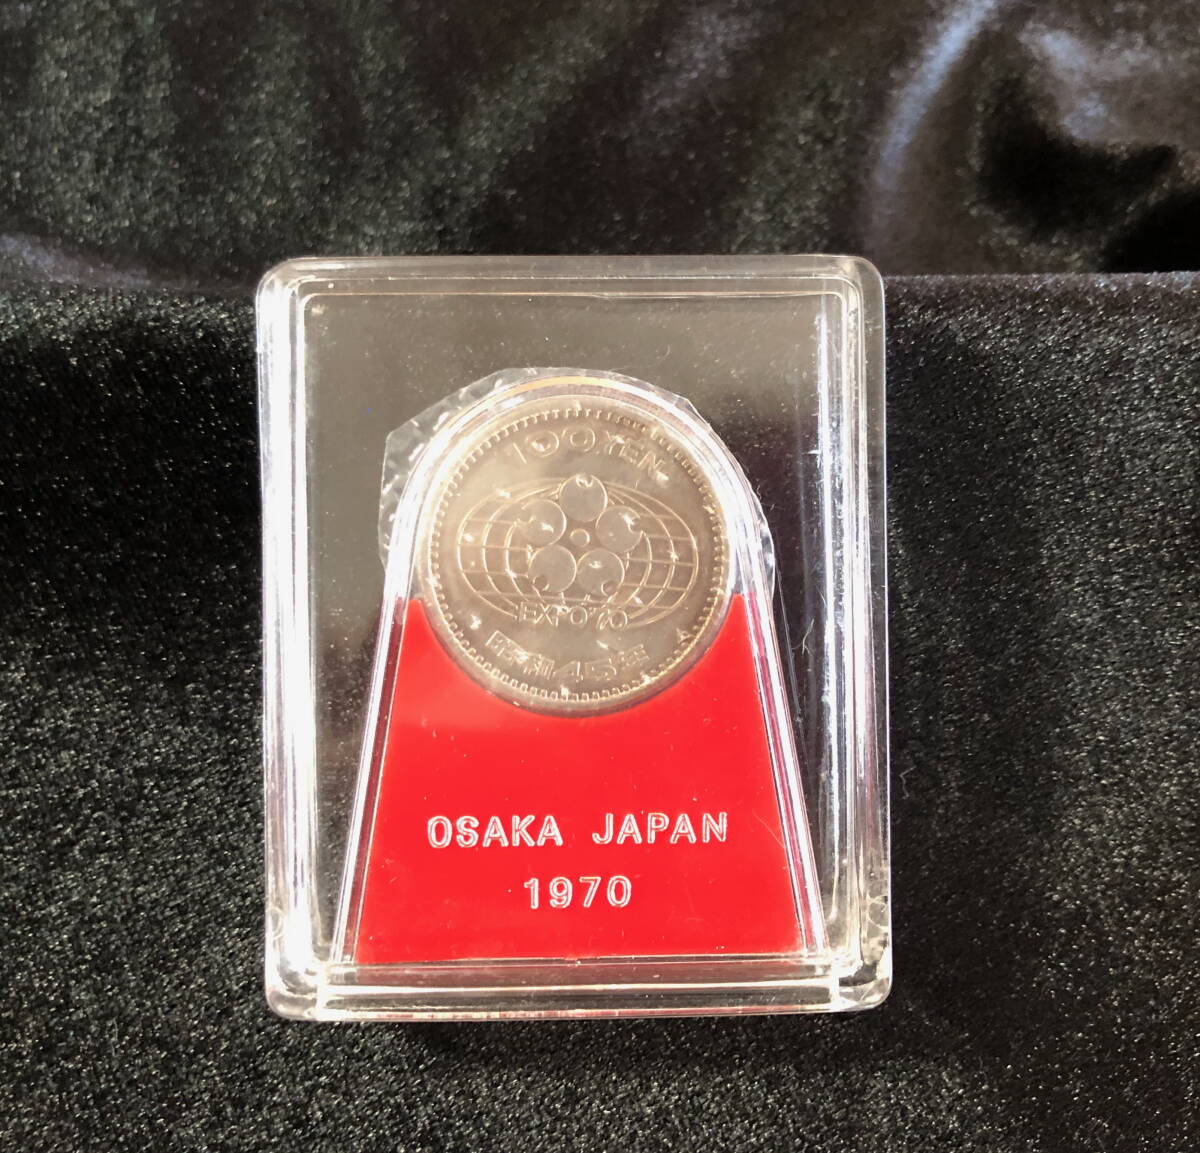 100 YEN
EXPO'70
昭和45年
OSAKA JAPAN
1970